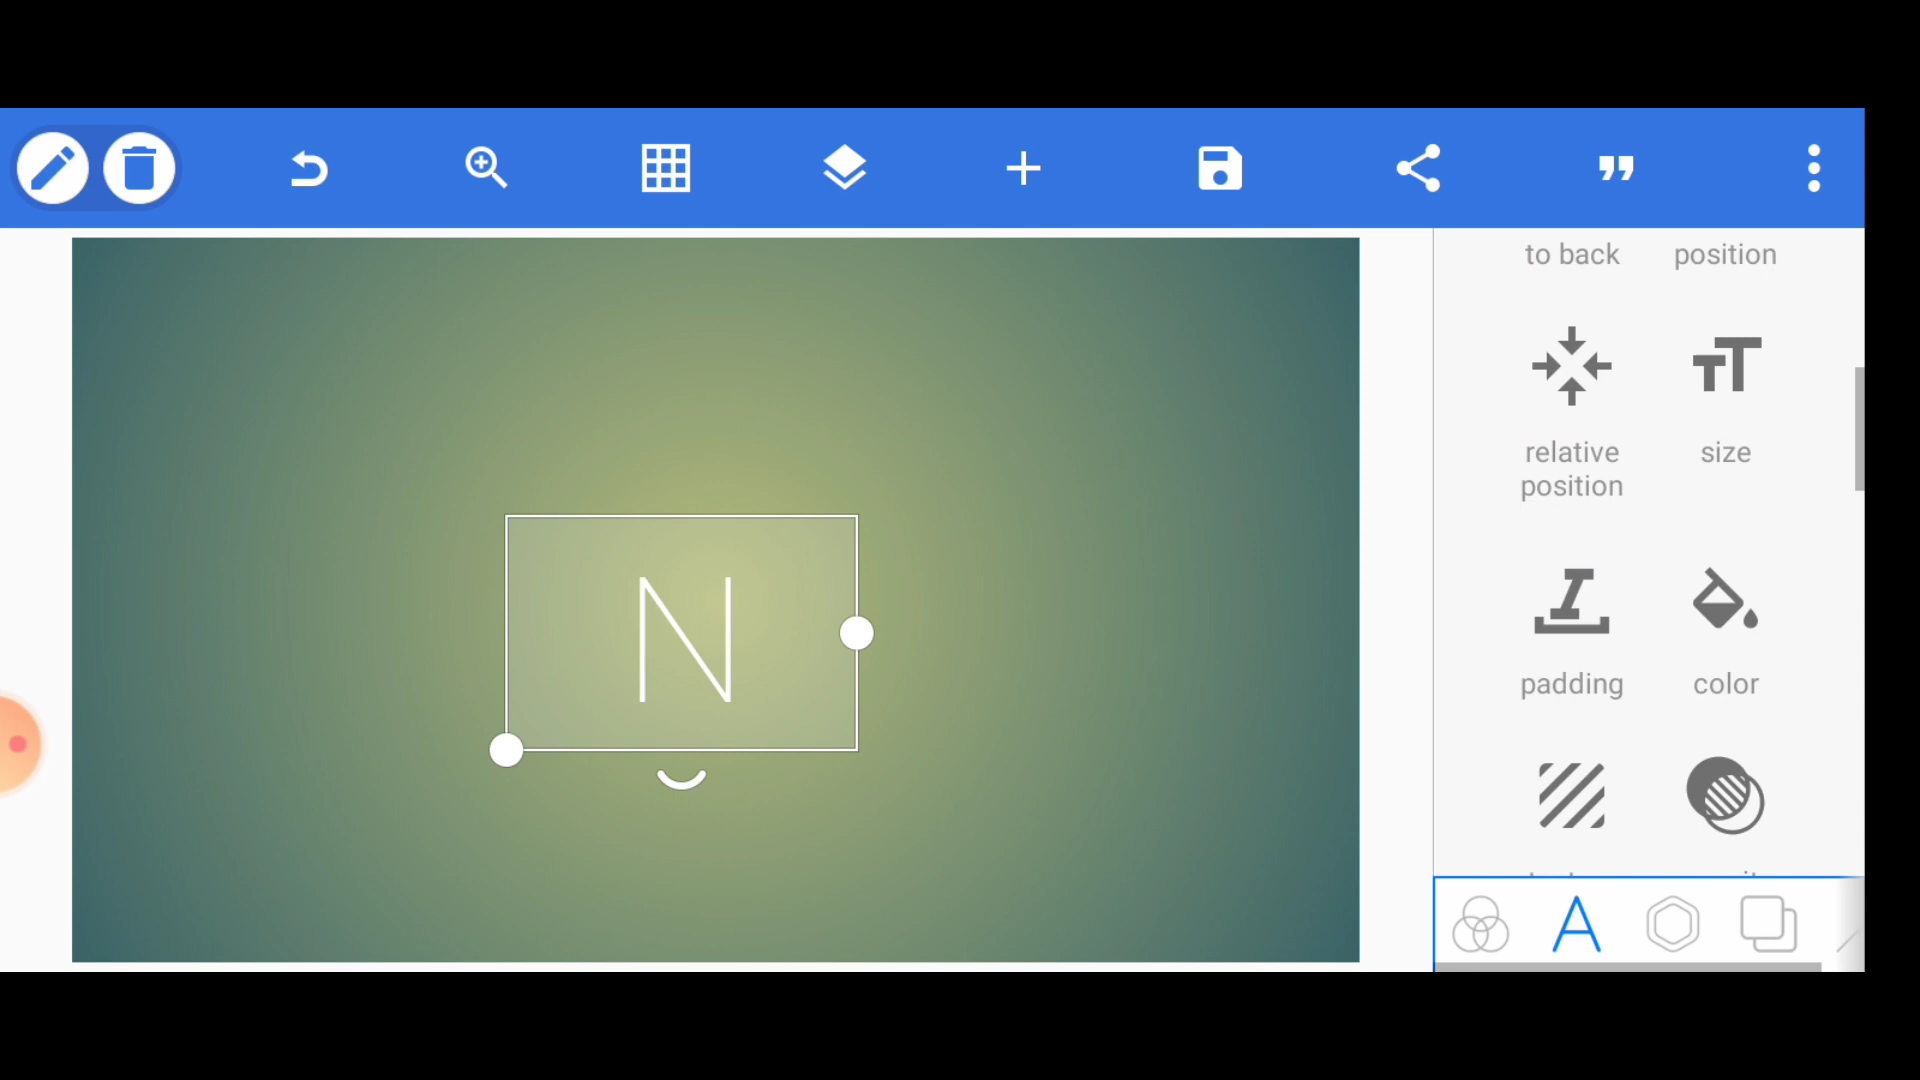 to back
position
relative
position
size
padding
color
N